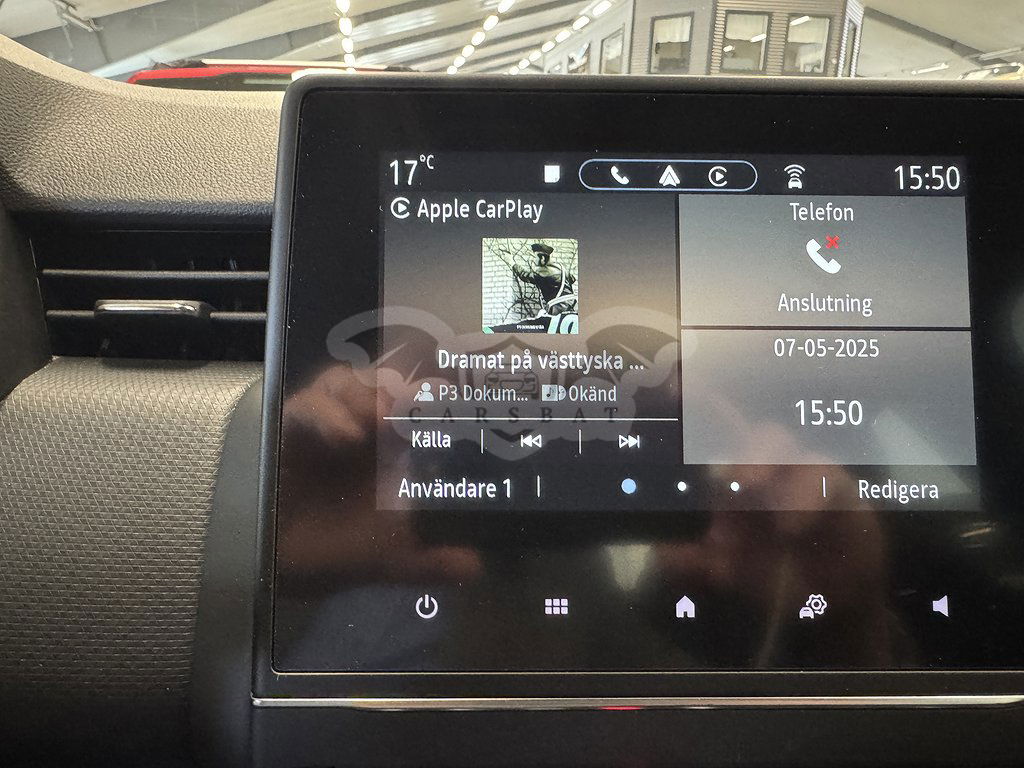 17°C
15:50
Apple CarPlay
Telefon
Anslutning
Dramat på västtyska ...
P3 Dokum... Okänd
07-05-2025
15:50
CARSBAT
Källa
Användare 1
Redigera